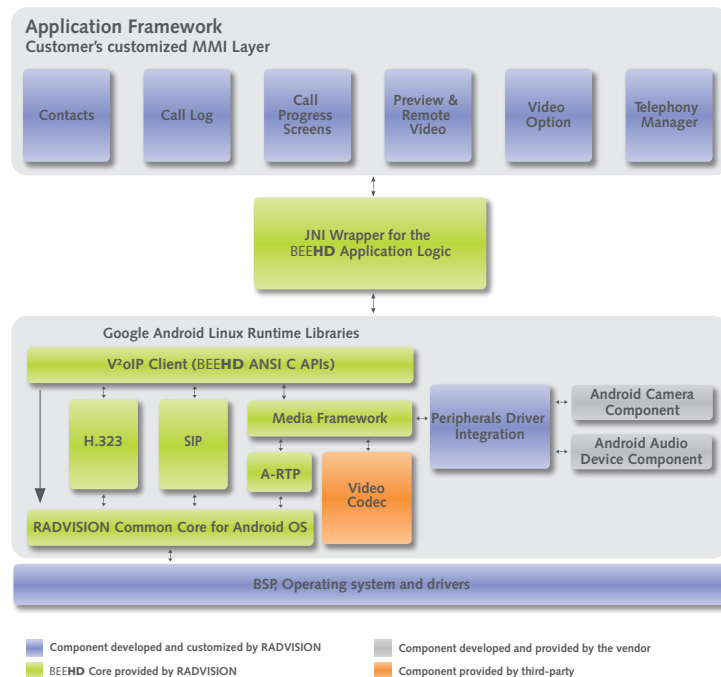 Application Framework
Customer's customized MMI Layer
Contacts
Call Log
Call
Progress
Screens
Preview &
Remote
Video
Video
Option
Telephony
Manager
JNI Wrapper for the
BEEHD Application Logic
Google Android Linux Runtime Libraries
V²oIP Client (BEEHD ANSI C APIs)
H.323
SIP
Media Framework
A-RTP
Video
Codec
Peripherals Driver
Integration
Android Camera
Component
Android Audio
Device Component
RADVISION Common Core for Android OS
BSP, Operating system and drivers
Component developed and customized by RADVISION
BEEHD Core provided by RADVISION
Component developed and provided by the vendor
Component provided by third-party